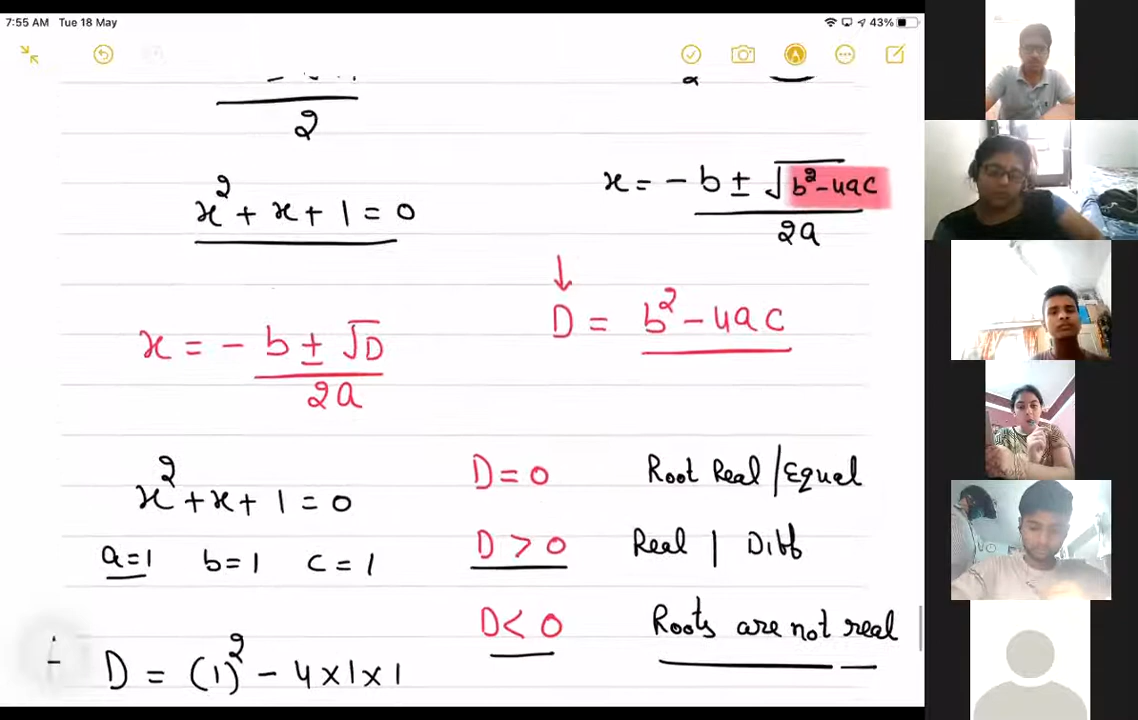 7:55 AM Tue 18 May
43%
2
x² + x + 1 = 0
x = - b ± √b² - 4ac
2a
D = b² - 4ac
x = - b ± √D
2a
x² + x + 1 = 0
a=1 b=1 c=1
D = 0 Root Real / Equal
D > 0 Real | Diff
D < 0 Roots are not real
D = (1)² - 4 x 1 x 1